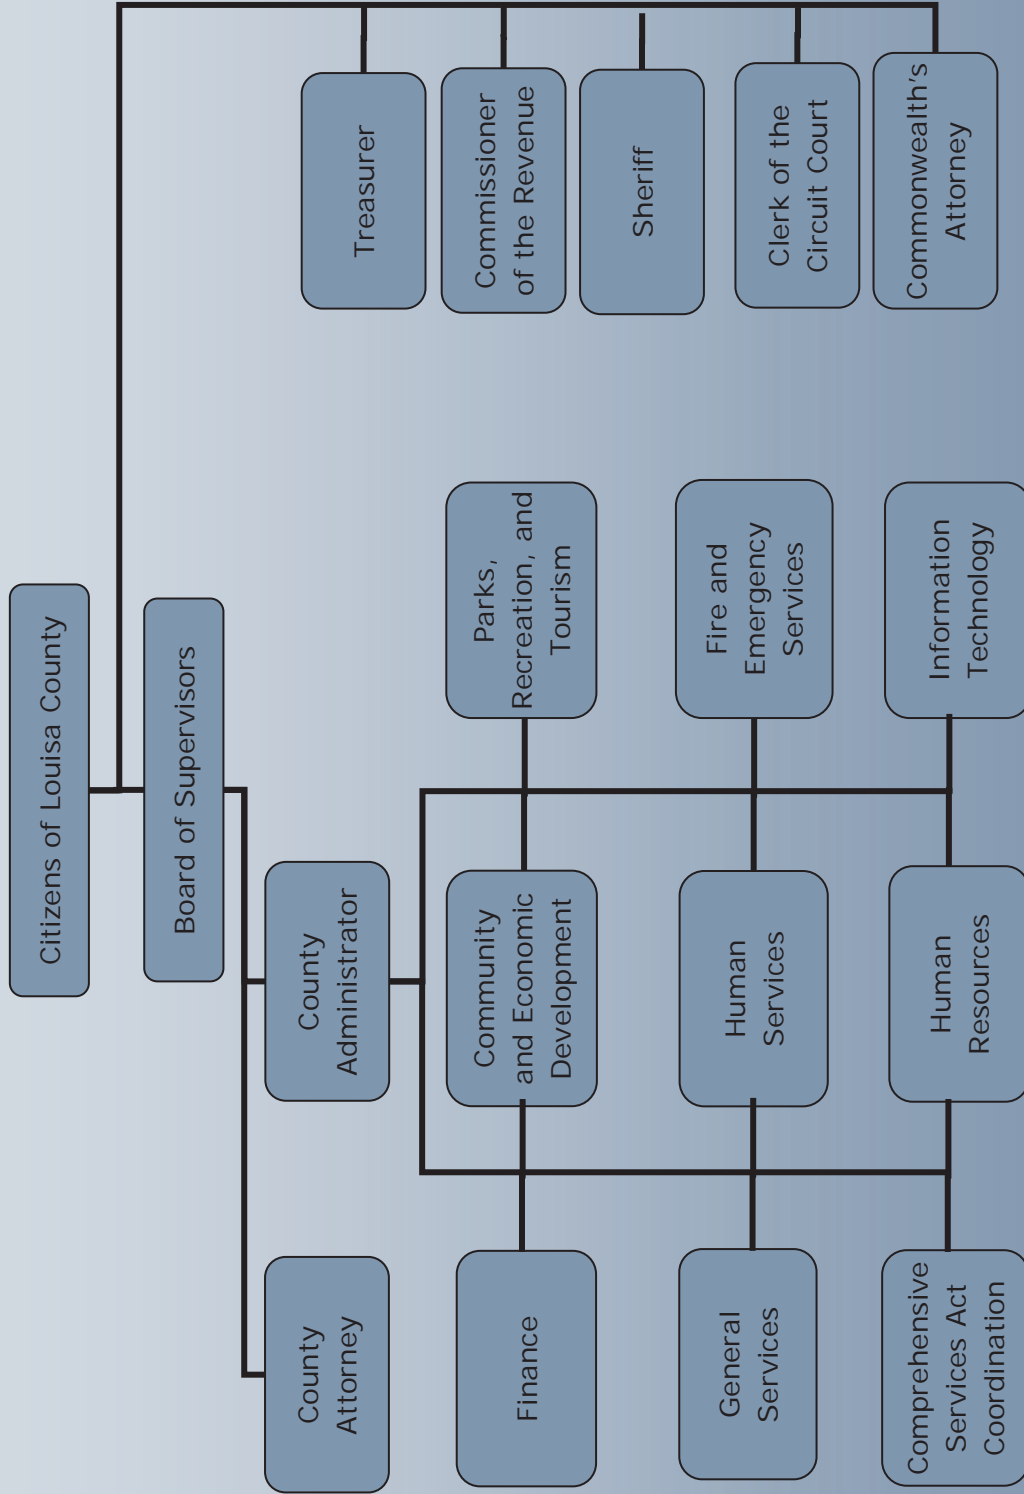 Citizens of Louisa County
Board of Supervisors
County
Attorney
County
Administrator
Treasurer
Commissioner
of the Revenue
Sheriff
Clerk of the
Circuit Court
Commonwealth's
Attorney
Finance
Community
and Economic
Development
Parks,
Recreation, and
Tourism
General
Services
Human
Services
Fire and
Emergency
Services
Comprehensive
Services Act
Coordination
Human
Resources
Information
Technology